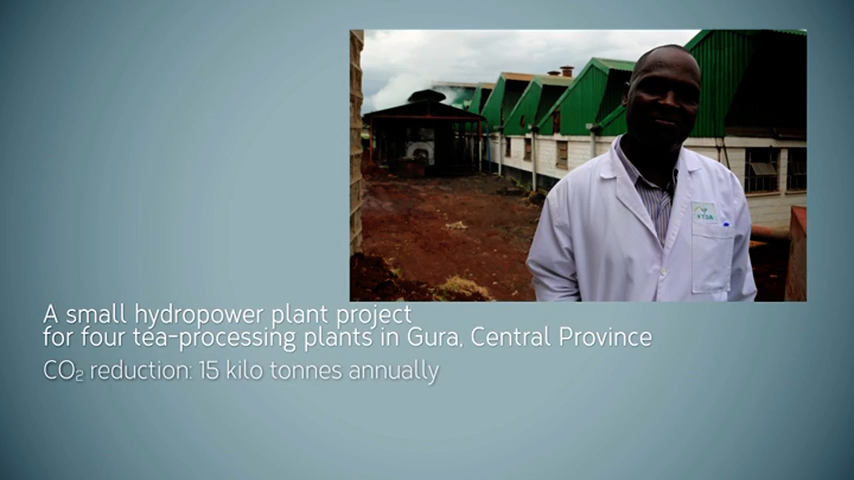 KTDA
A small hydropower plant project
for four tea-processing plants in Gura, Central Province
CO₂ reduction: 15 kilo tonnes annually